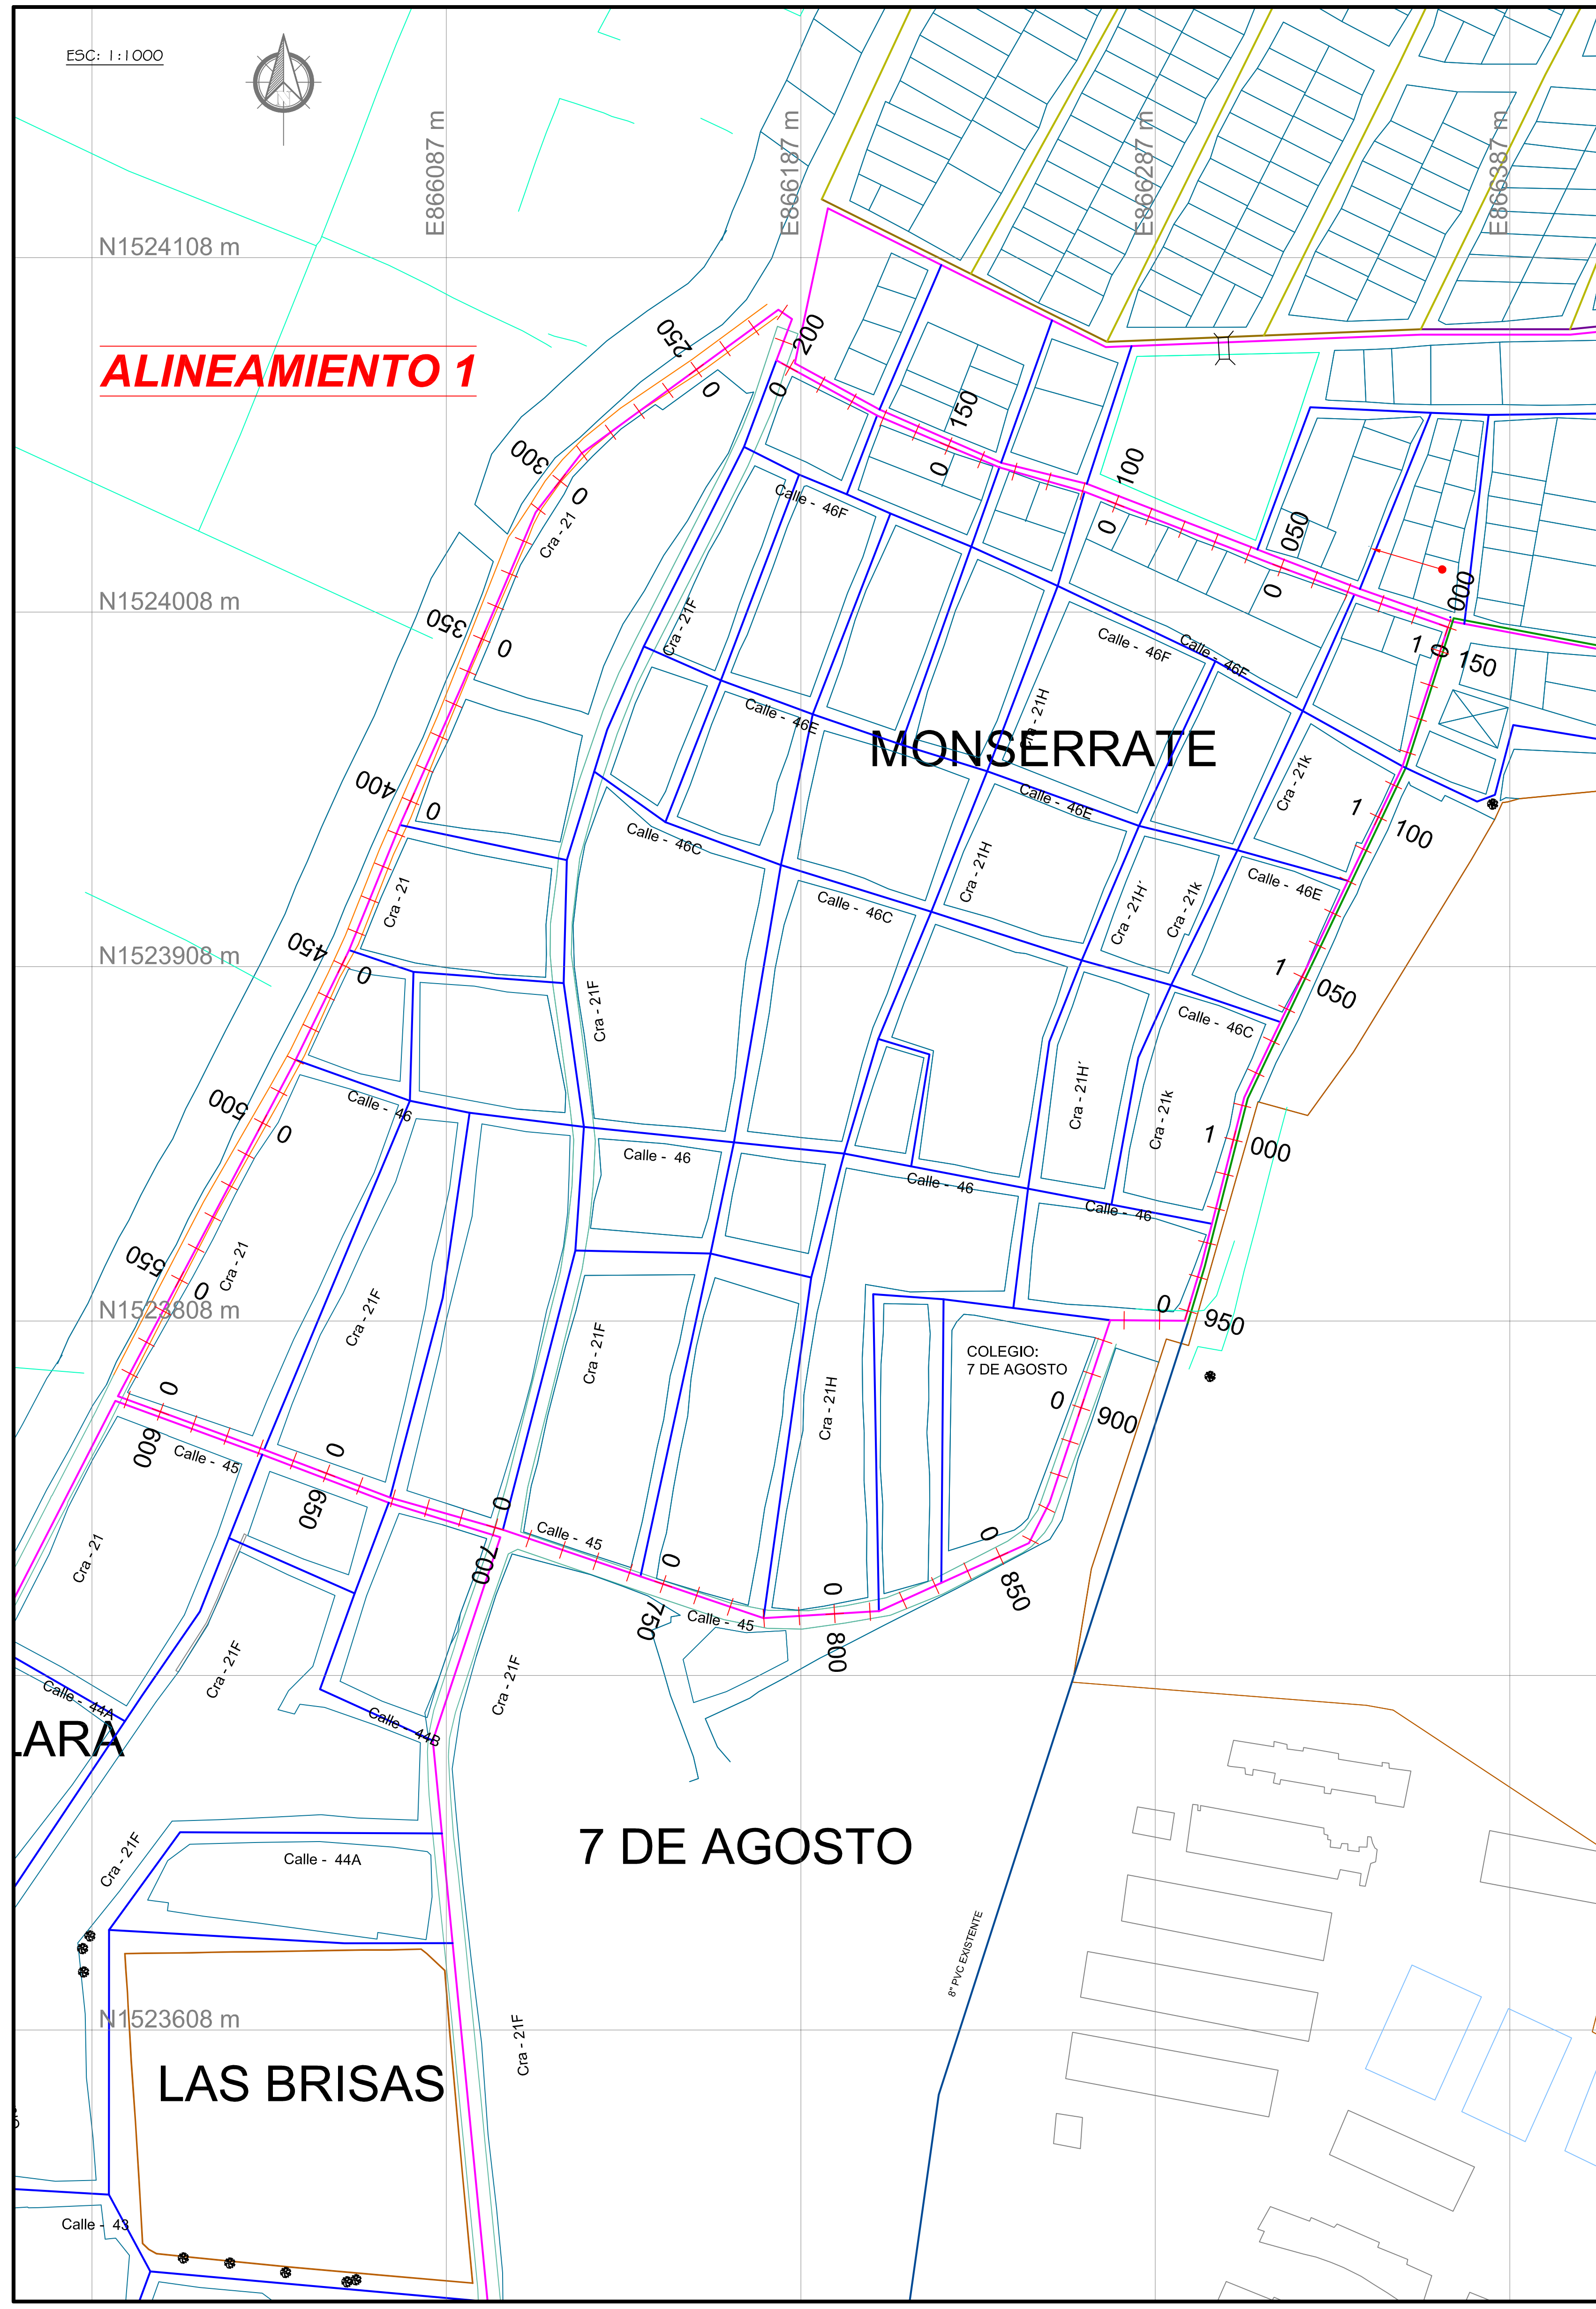 ESC: 1:1000
N
E866087 m
E866187 m
E866287 m
E866387 m
N1524108 m
ALINEAMIENTO 1
250
0
200
0
300
0
150
0
100
0
050
0
000
Calle - 46F
Cra - 21
N1524008 m
350
0
Cra - 21F
Calle - 46F
Calle - 46F
1
0
150
Calle - 46E
Cra - 21H
MONSERRATE
400
0
Calle - 46E
Cra - 21k
1
100
Calle - 46C
Cra - 21
Cra - 21H
Calle - 46E
Calle - 46C
Cra - 21H´
Cra - 21k
N1523908 m
450
0
1
050
Cra - 21F
Calle - 46C
500
0
Calle - 46
Cra - 21H´
Cra - 21k
1
000
Calle - 46
Calle - 46
Calle - 46
550
0
Cra - 21
N1523808 m
Cra - 21F
0
950
Cra - 21F
COLEGIO:
7 DE AGOSTO
0
600
Cra - 21H
0
900
Calle - 45
0
650
0
700
Calle - 45
Cra - 21
0
750
0
800
0
850
Calle - 45
Cra - 21F
Cra - 21F
Calle - 44A
Calle - 44B
LARA
7 DE AGOSTO
Cra - 21F
Calle - 44A
8" PVC EXISTENTE
N1523608 m
Cra - 21F
LAS BRISAS
Calle - 43